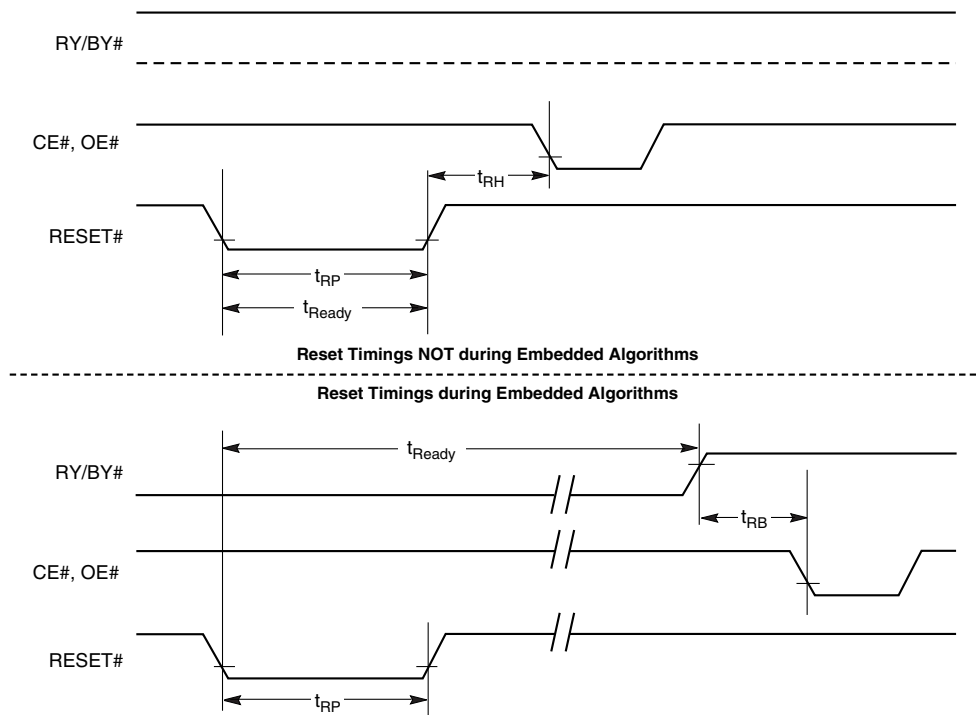 RY/BY#
CE#, OE#
tRH
RESET#
tRP
tReady
Reset Timings NOT during Embedded Algorithms
Reset Timings during Embedded Algorithms
tReady
RY/BY#
tRB
CE#, OE#
RESET#
tRP